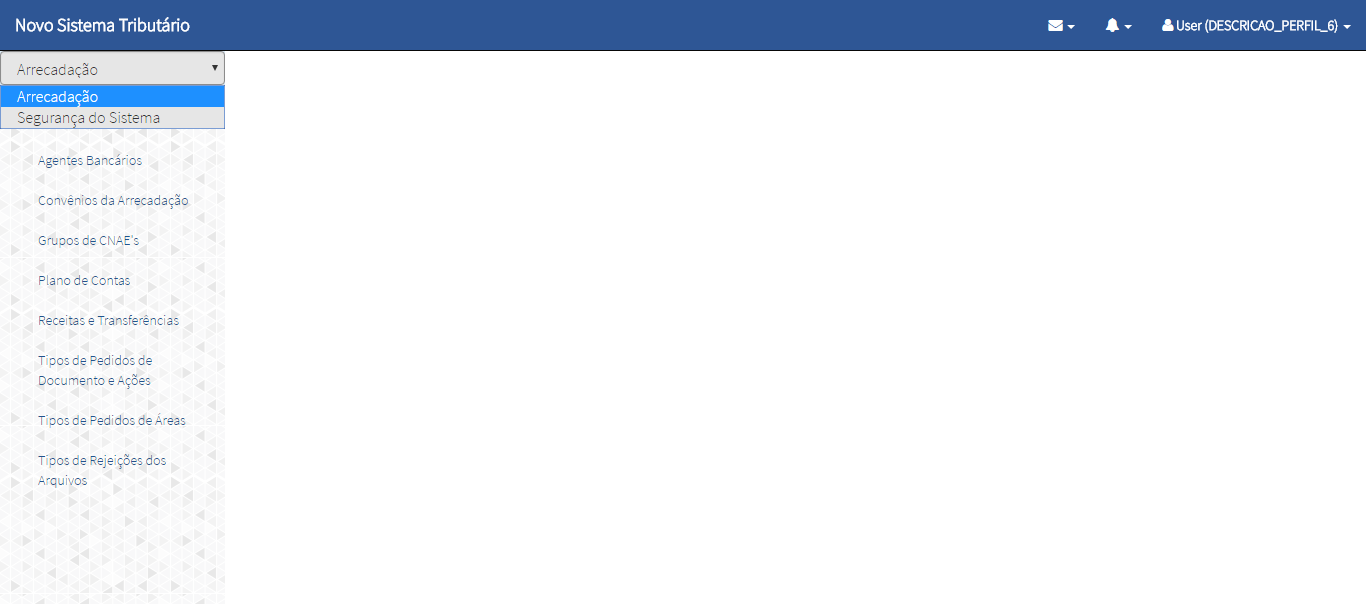 Novo Sistema Tributário
User (DESCRICAO_PERFIL_6)
Arrecadação
Arrecadação
Segurança do Sistema
Agentes Bancários
Convênios da Arrecadação
Grupos de CNAE's
Plano de Contas
Receitas e Transferências
Tipos de Pedidos de
Documento e Ações
Tipos de Pedidos de Áreas
Tipos de Rejeições dos
Arquivos